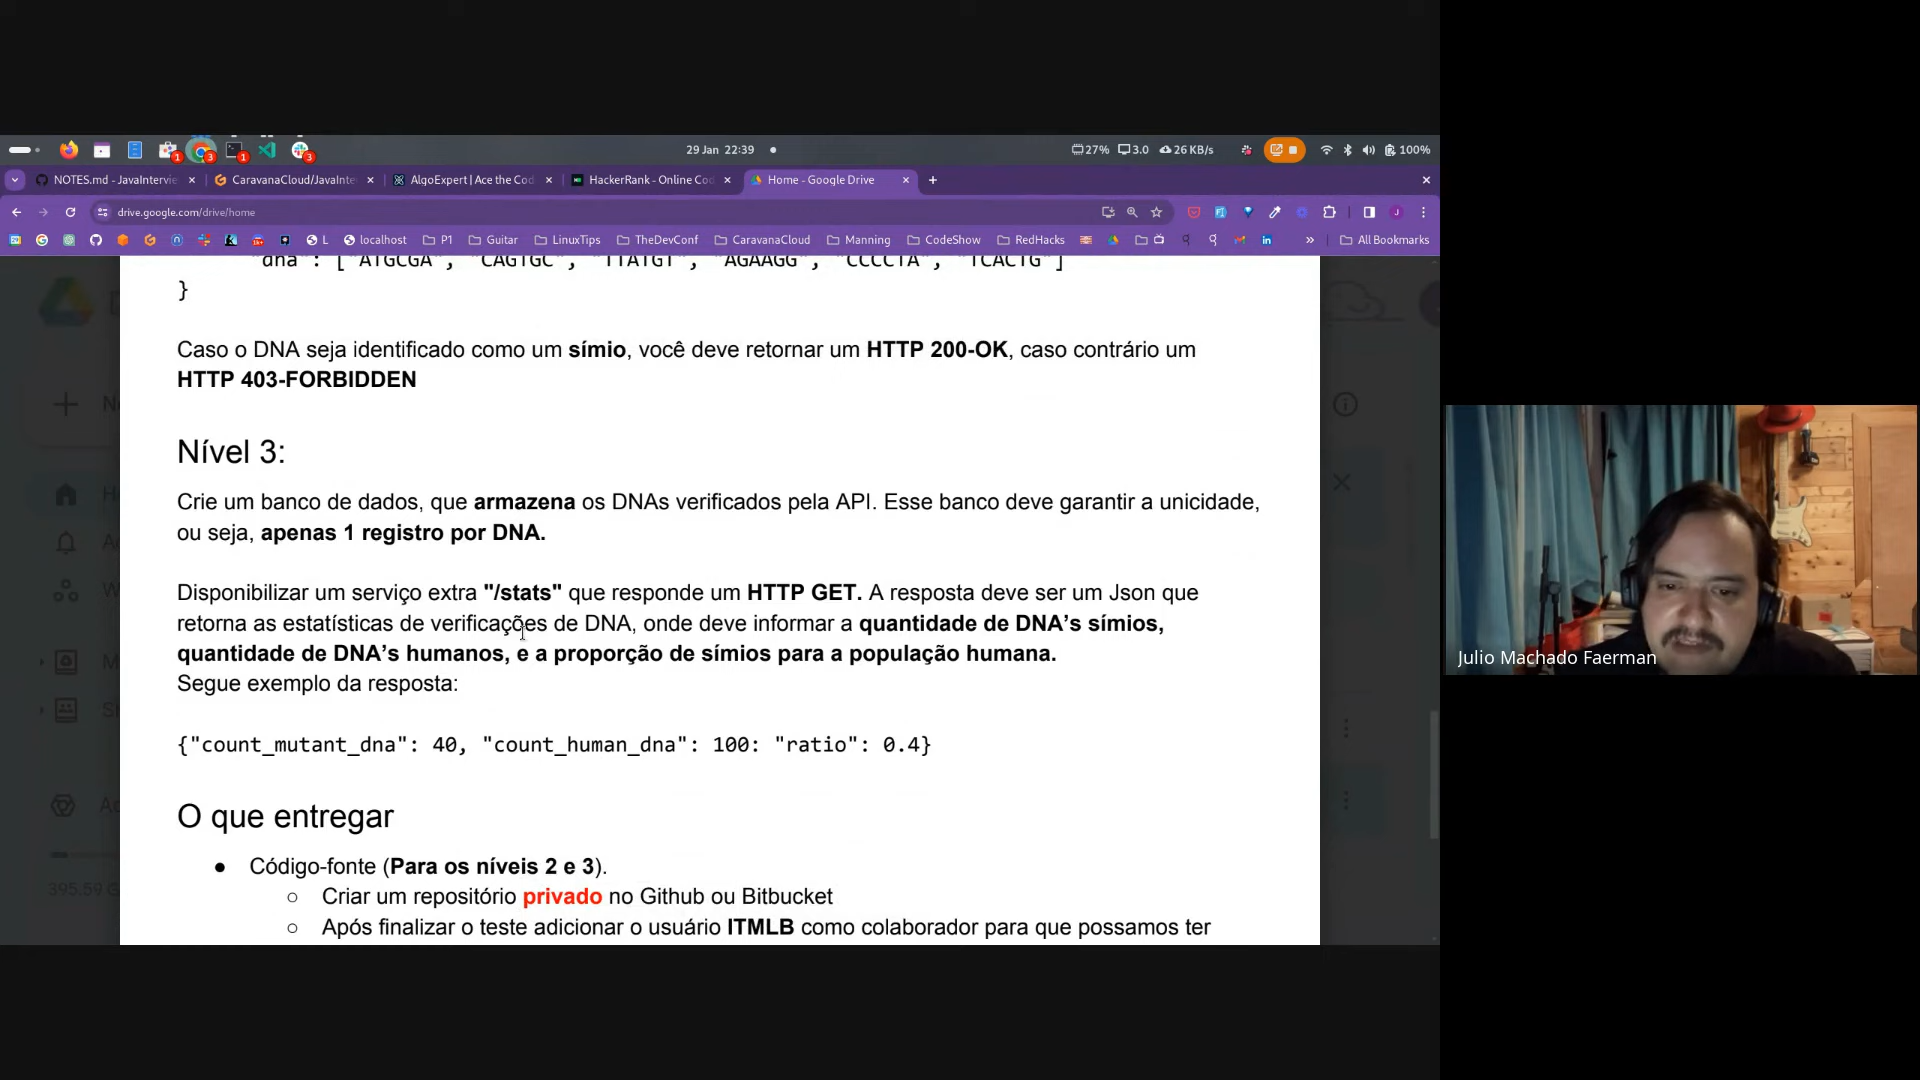 29 Jan 22:39
27% 3.0 26 KB/s 100%
NOTES.md - JavaIntervie
CaravanaCloud/JavaInte
AlgoExpert | Ace the Cod
HackerRank - Online Co
Home - Google Drive
drive.google.com/drive/home
L localhost P1 Guitar LinuxTips TheDevConf CaravanaCloud Manning CodeShow RedHacks » All Bookmarks
"dna": ["ATGCGA", "CAGTGC", "TTATGT", "AGAAGG", "CCCCTA", "TCACTG"]
}
Caso o DNA seja identificado como um símio, você deve retornar um HTTP 200-OK, caso contrário um
HTTP 403-FORBIDDEN
Nível 3:
Crie um banco de dados, que armazena os DNAs verificados pela API. Esse banco deve garantir a unicidade,
ou seja, apenas 1 registro por DNA.
Disponibilizar um serviço extra "/stats" que responde um HTTP GET. A resposta deve ser um Json que
retorna as estatísticas de verificações de DNA, onde deve informar a quantidade de DNA’s símios,
quantidade de DNA’s humanos, e a proporção de símios para a população humana.
Segue exemplo da resposta:
{"count_mutant_dna": 40, "count_human_dna": 100: "ratio": 0.4}
O que entregar
● Código-fonte (Para os níveis 2 e 3).
○ Criar um repositório privado no Github ou Bitbucket
○ Após finalizar o teste adicionar o usuário ITMLB como colaborador para que possamos ter
Julio Machado Faerman